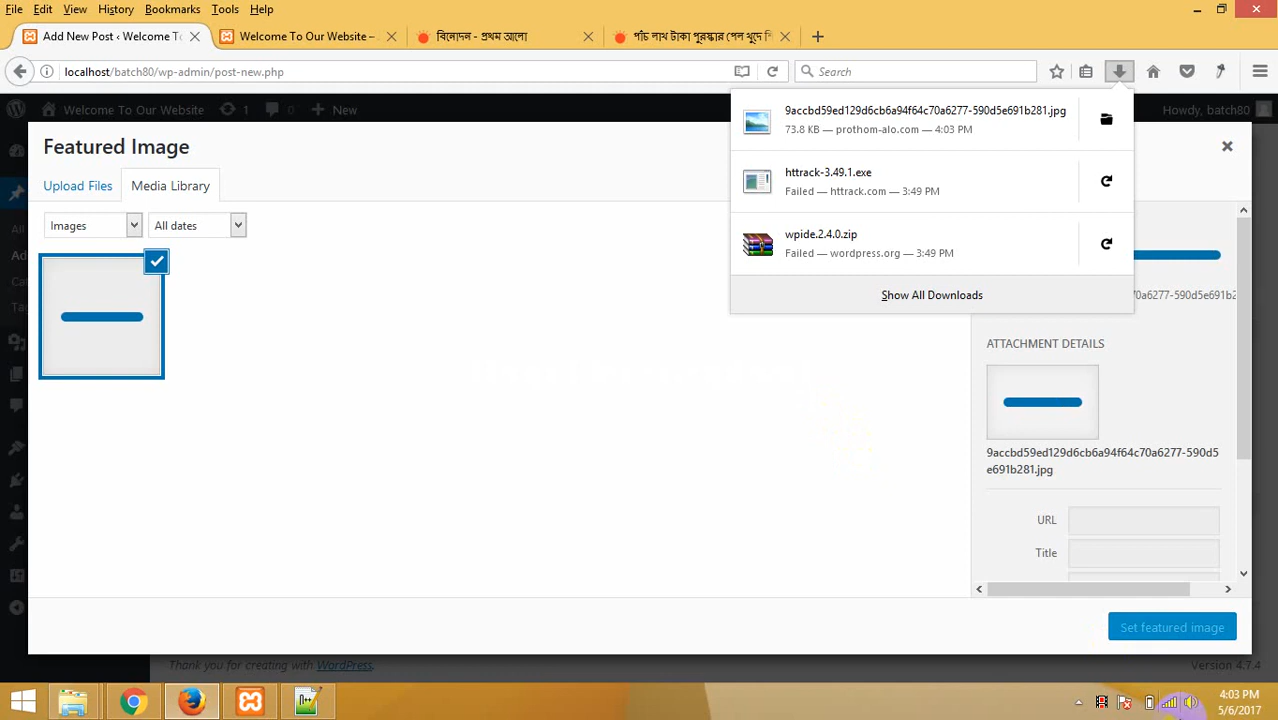 File Edit View History Bookmarks Tools Help
Add New Post ‹ Welcome T
Welcome To Our Website –
বিনোদন - প্রথম আলো
পাঁচ লাখ টাকা পুরস্কার পেল খুদে
localhost/batch80/wp-admin/post-new.php
Search
Welcome To Our Website 1 0 New
Howdy, batch80
9accbd59ed129d6cb6a94f64c70a6277-590d5e691b281.jpg
73.8 KB — prothom-alo.com — 4:03 PM
httrack-3.49.1.exe
Failed — httrack.com — 3:49 PM
wpide.2.4.0.zip
Failed — wordpress.org — 3:49 PM
Show All Downloads
Featured Image
Upload Files Media Library
Images All dates
0a6277-590d5e691b2
ATTACHMENT DETAILS
9accbd59ed129d6cb6a94f64c70a6277-590d5
e691b281.jpg
URL
Title
Set featured image
Thank you for creating with WordPress.
Version 4.7.4
4:03 PM
5/6/2017